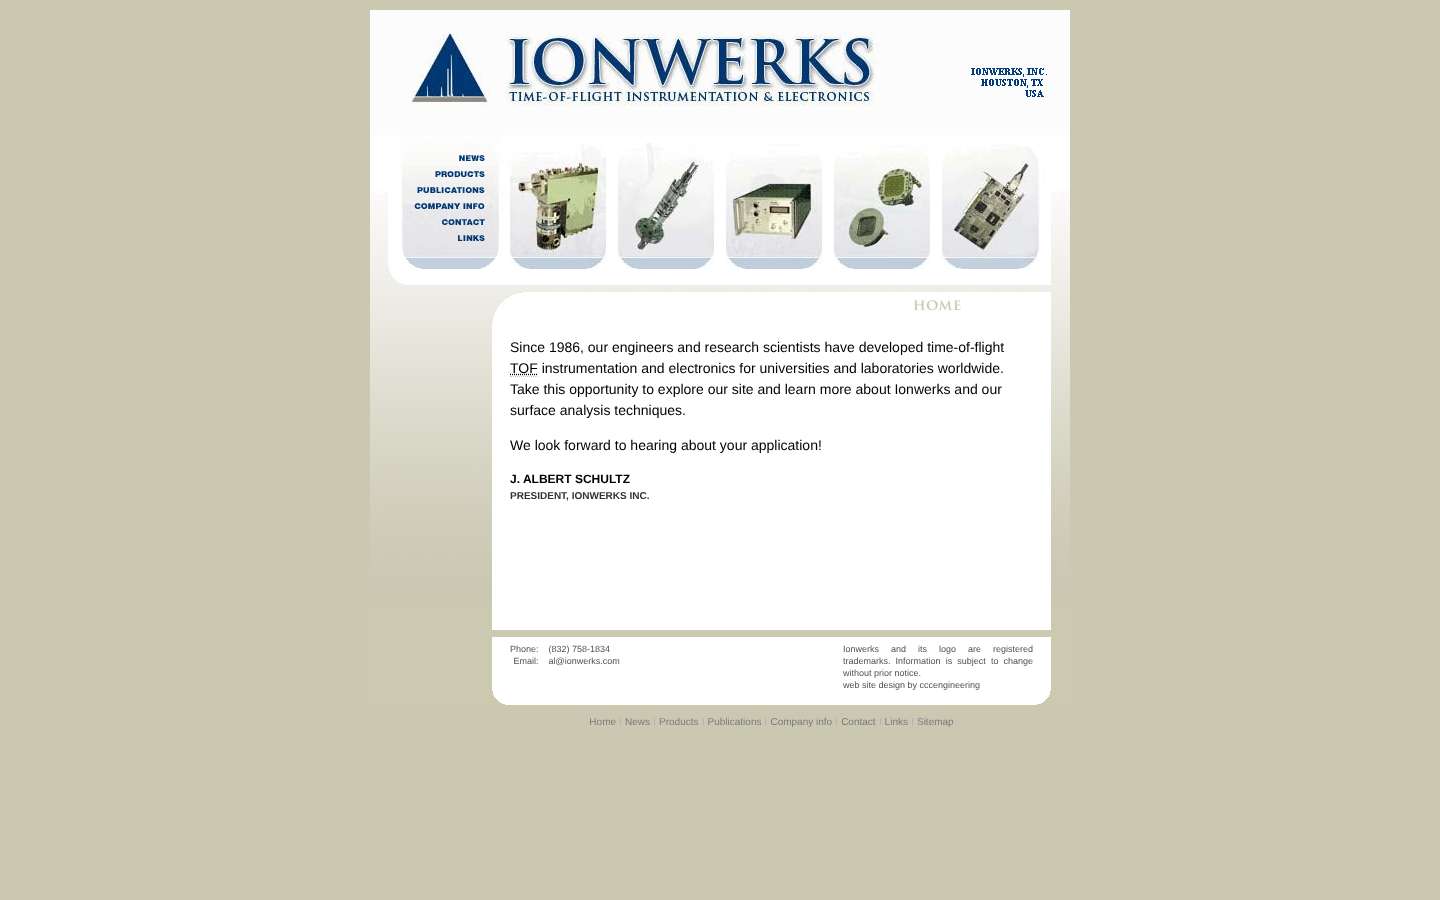 IONWERKS
TIME-OF-FLIGHT INSTRUMENTATION & ELECTRONICS
IONWERKS, INC.
HOUSTON, TX
USA
NEWS
PRODUCTS
PUBLICATIONS
COMPANY INFO
CONTACT
LINKS
HOME
Since 1986, our engineers and research scientists have developed time-of-flight
TOF instrumentation and electronics for universities and laboratories worldwide.
Take this opportunity to explore our site and learn more about Ionwerks and our
surface analysis techniques.
We look forward to hearing about your application!
J. ALBERT SCHULTZ
PRESIDENT, IONWERKS INC.
Phone: (832) 758-1834
Email: al@ionwerks.com
Ionwerks and its logo are registered
trademarks. Information is subject to change
without prior notice.
web site design by cccengineering
Home | News | Products | Publications | Company info | Contact | Links | Sitemap